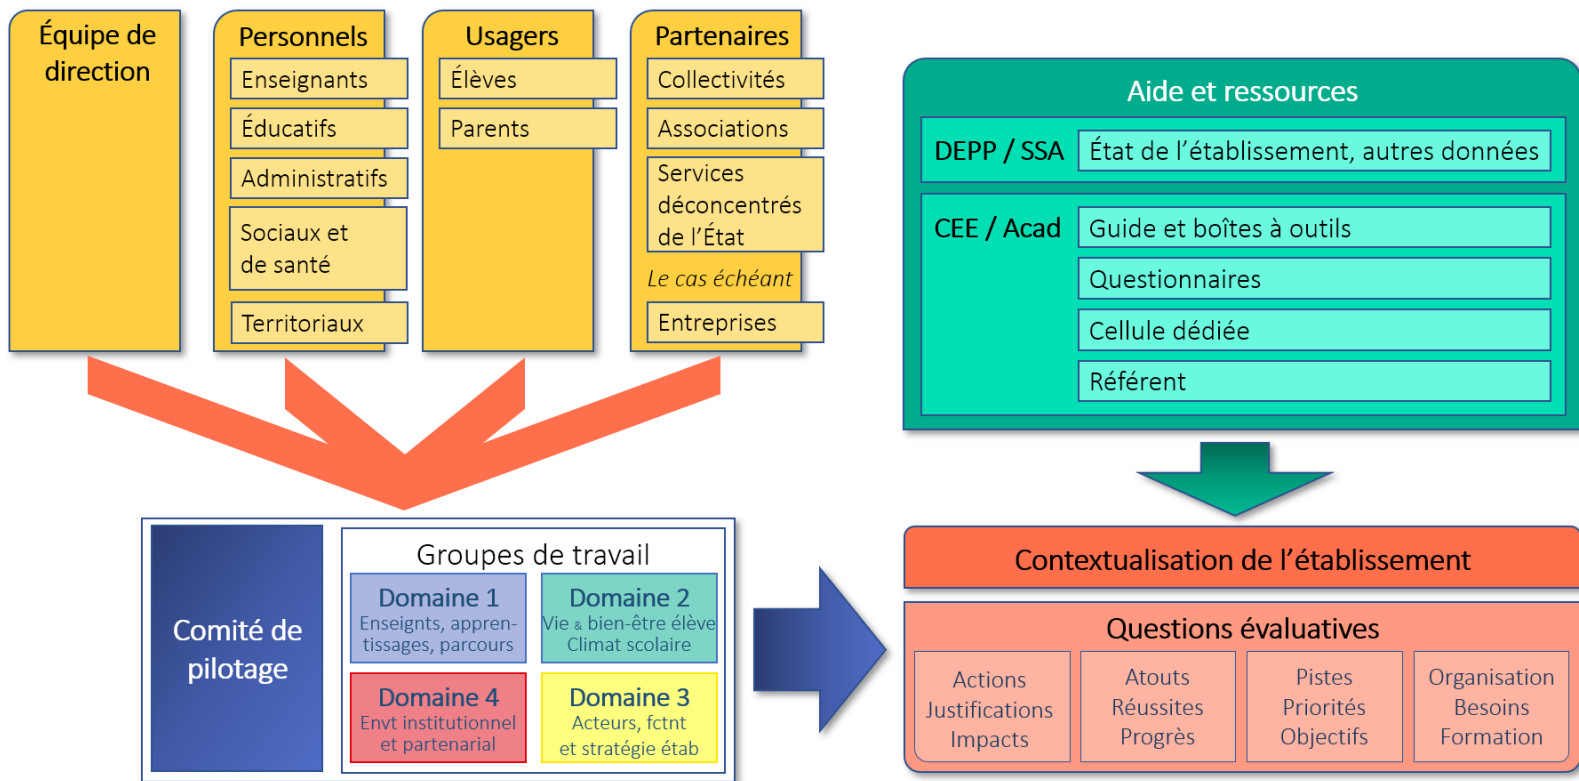 Équipe de
direction
Personnels
Enseignants
Éducatifs
Administratifs
Sociaux et
de santé
Territoriaux
Usagers
Élèves
Parents
Partenaires
Collectivités
Associations
Services
déconcentrés
de l’État
Le cas échéant
Entreprises
Aide et ressources
DEPP / SSA
État de l’établissement, autres données
CEE / Acad
Guide et boîtes à outils
Questionnaires
Cellule dédiée
Référent
Comité de
pilotage
Groupes de travail
Domaine 1
Enseignts, appren-
tissages, parcours
Domaine 2
Vie & bien-être élève
Climat scolaire
Domaine 4
Envt institutionnel
et partenarial
Domaine 3
Acteurs, fctnt
et stratégie étab
Contextualisation de l’établissement
Questions évaluatives
Actions
Justifications
Impacts
Atouts
Réussites
Progrès
Pistes
Priorités
Objectifs
Organisation
Besoins
Formation